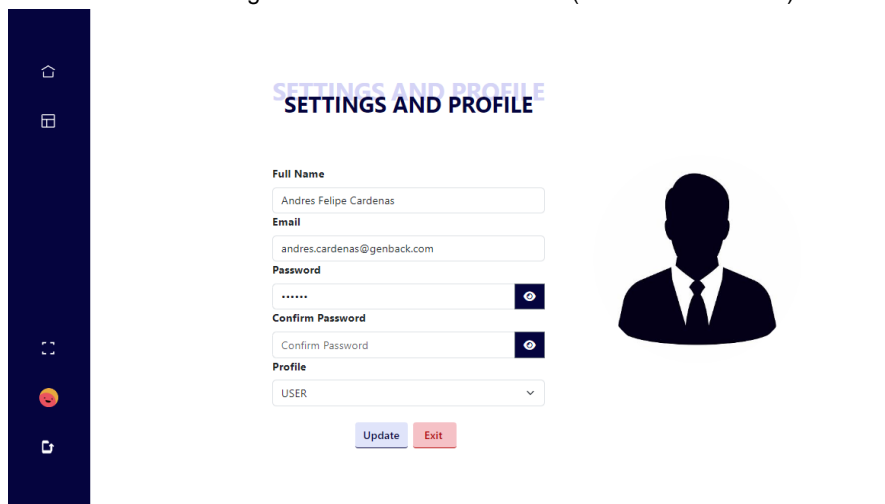 SETTINGS AND PROFILE
SETTINGS AND PROFILE
Full Name
Andres Felipe Cardenas
Email
andres.cardenas@genback.com
Password
••••••
Confirm Password
Confirm Password
Profile
USER
Update Exit